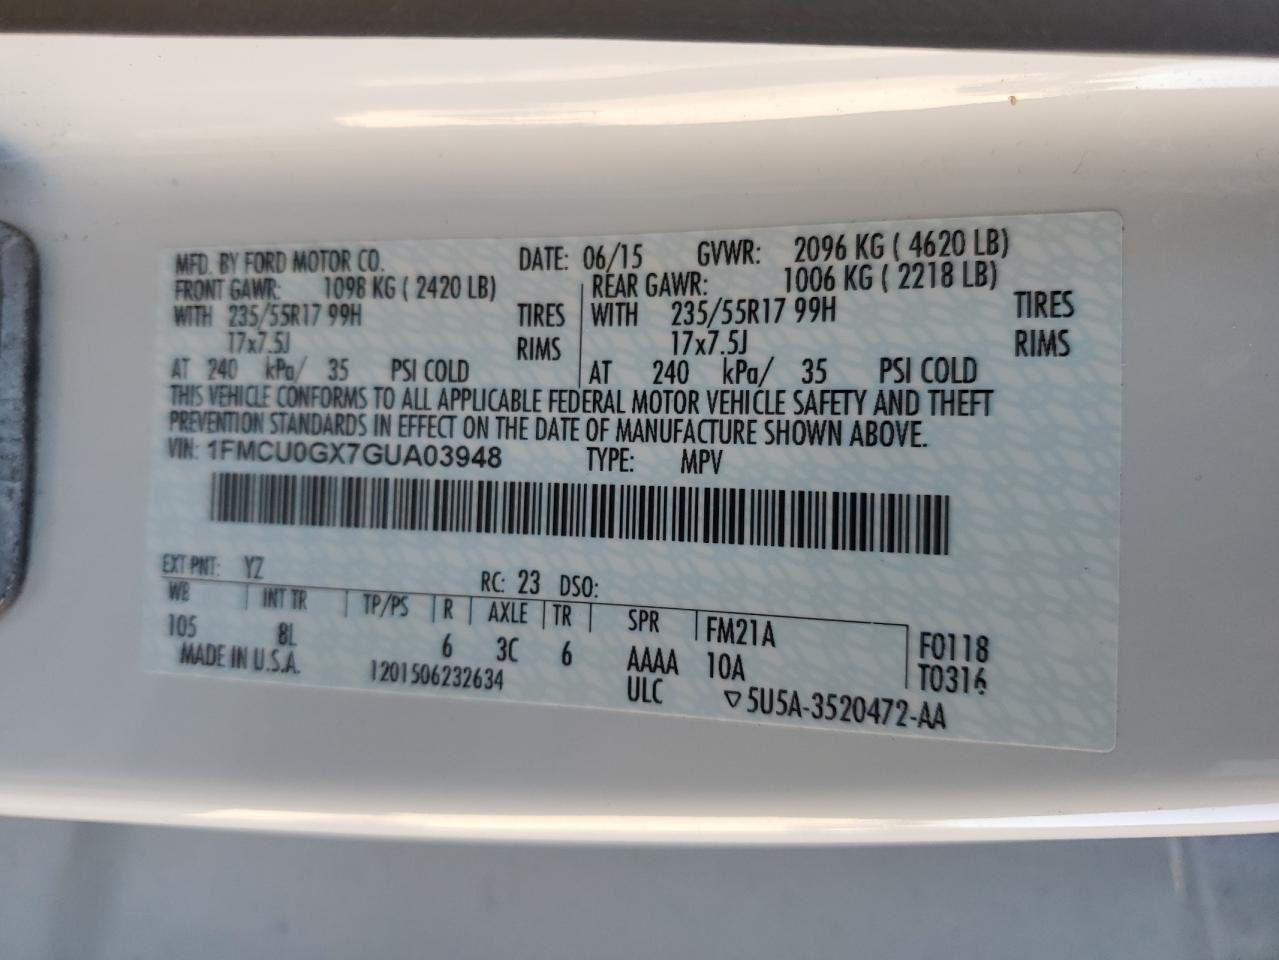 MFD. BY FORD MOTOR CO. DATE: 06/15 GVWR: 2096 KG ( 4620 LB)
FRONT GAWR: 1098 KG ( 2420 LB) REAR GAWR: 1006 KG ( 2218 LB)
WITH 235/55R17 99H TIRES WITH 235/55R17 99H TIRES
17x7.5J RIMS 17x7.5J RIMS
AT 240 kPa/ 35 PSI COLD AT 240 kPa/ 35 PSI COLD
THIS VEHICLE CONFORMS TO ALL APPLICABLE FEDERAL MOTOR VEHICLE SAFETY AND THEFT
PREVENTION STANDARDS IN EFFECT ON THE DATE OF MANUFACTURE SHOWN ABOVE.
VIN: 1FMCU0GX7GUA03948 TYPE: MPV
EXT PNT: YZ RC: 23 DSO:
WB INT TR TP/PS R AXLE TR SPR FM21A F0118
105 8L 6 3C 6 AAAA 10A T0316
MADE IN U.S.A. 1201506232634 ULC ▽5U5A-3520472-AA